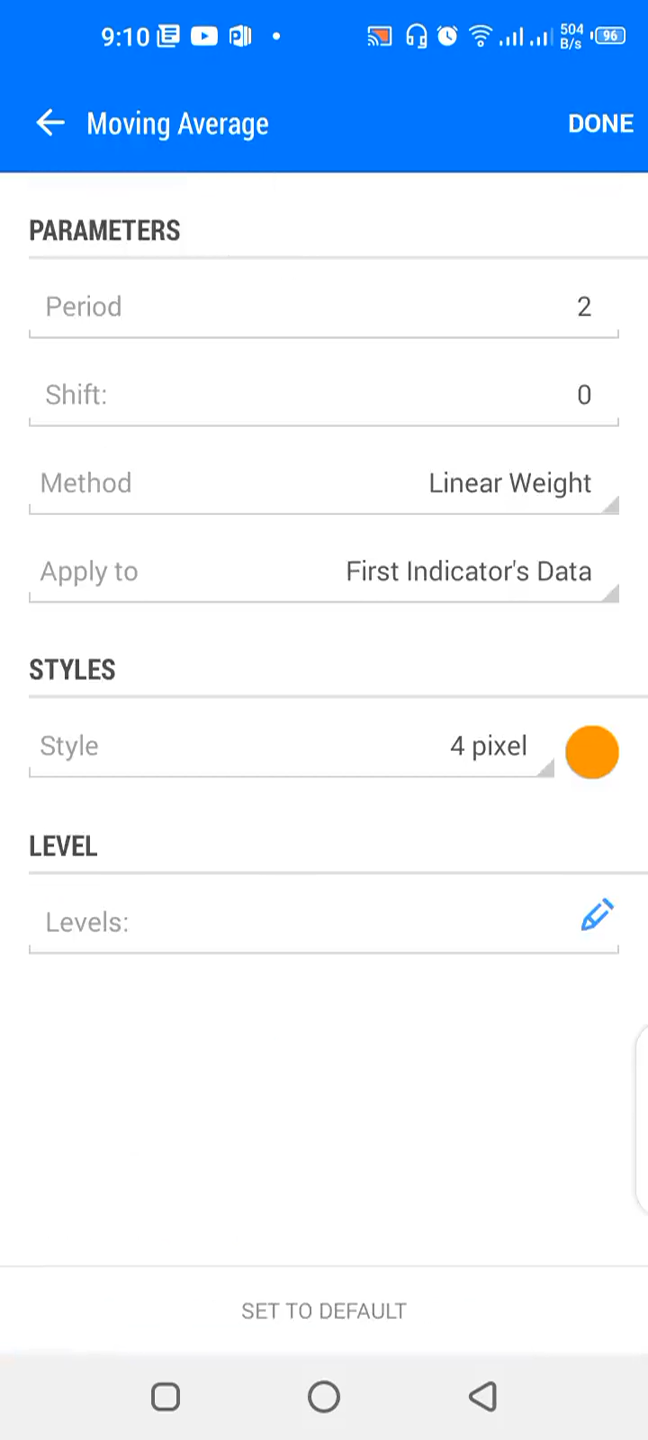 9:10 504 B/s 96
Moving Average DONE
PARAMETERS
Period 2
Shift: 0
Method Linear Weight
Apply to First Indicator's Data
STYLES
Style 4 pixel
LEVEL
Levels:
SET TO DEFAULT